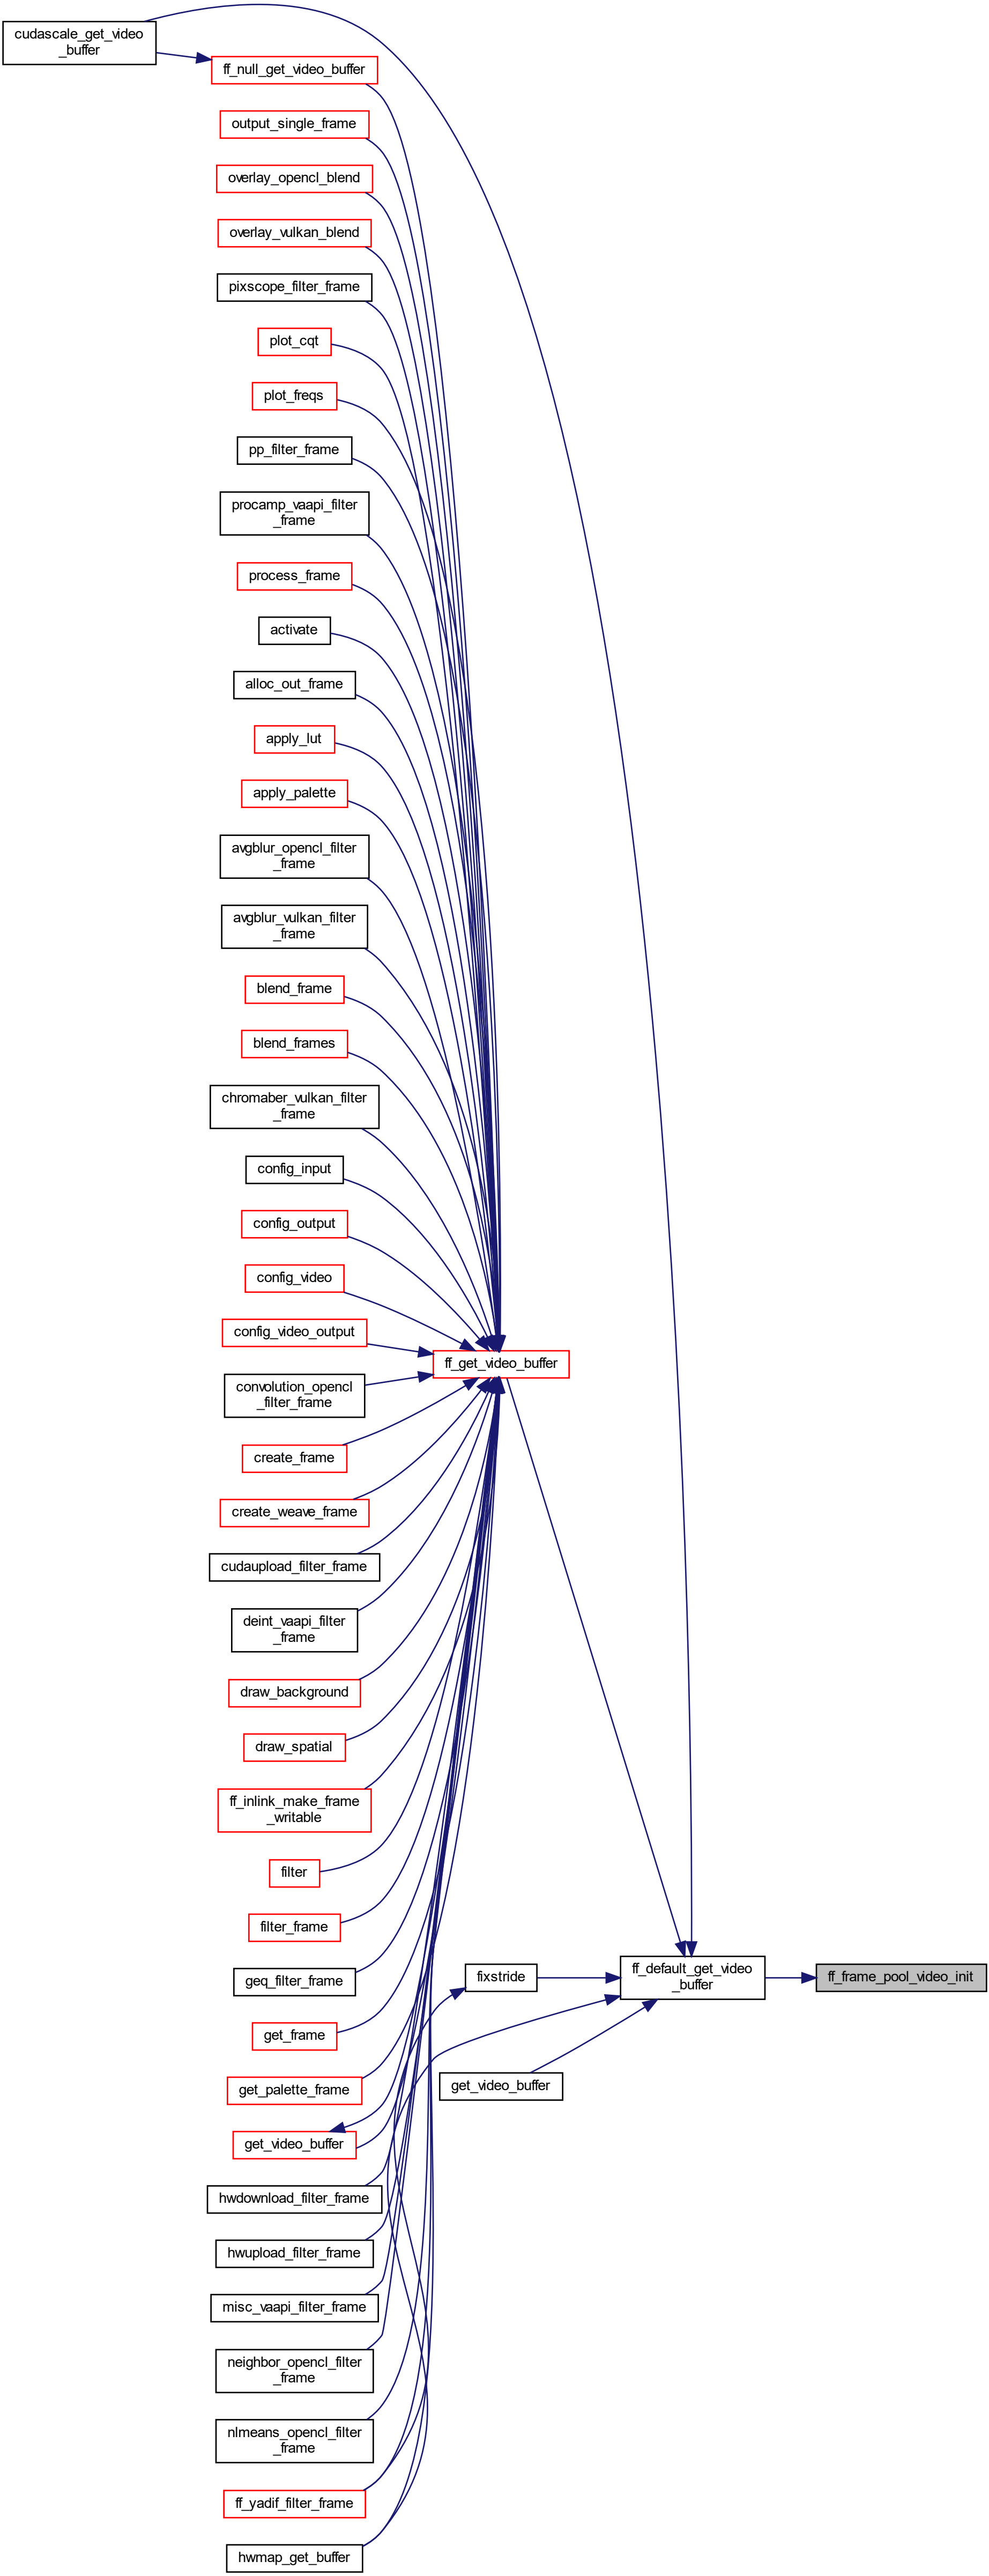 cudascale_get_video
_buffer
ff_null_get_video_buffer
output_single_frame
overlay_opencl_blend
overlay_vulkan_blend
pixscope_filter_frame
plot_cqt
plot_freqs
pp_filter_frame
procamp_vaapi_filter
_frame
process_frame
activate
alloc_out_frame
apply_lut
apply_palette
avgblur_opencl_filter
_frame
avgblur_vulkan_filter
_frame
blend_frame
blend_frames
chromaber_vulkan_filter
_frame
config_input
config_output
config_video
config_video_output
ff_get_video_buffer
convolution_opencl
_filter_frame
create_frame
create_weave_frame
cudaupload_filter_frame
deint_vaapi_filter
_frame
draw_background
draw_spatial
ff_inlink_make_frame
_writable
filter
filter_frame
geq_filter_frame
fixstride
ff_default_get_video
_buffer
ff_frame_pool_video_init
get_frame
get_palette_frame
get_video_buffer
get_video_buffer
hwdownload_filter_frame
hwupload_filter_frame
misc_vaapi_filter_frame
neighbor_opencl_filter
_frame
nlmeans_opencl_filter
_frame
ff_yadif_filter_frame
hwmap_get_buffer